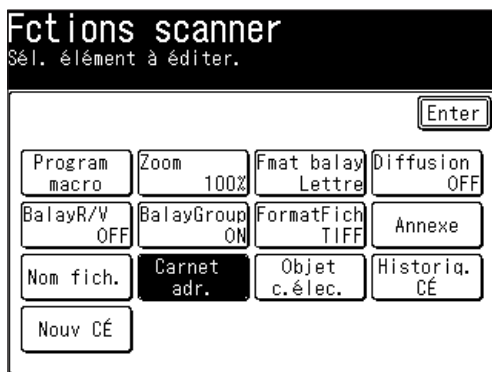 Fctions scanner
Sél. élément à éditer.
Enter
Program macro
Zoom 100%
Fmat balay Lettre
Diffusion OFF
BalayR/V OFF
BalayGroup ON
FormatFich TIFF
Annexe
Nom fich.
Carnet adr.
Objet c.élec.
Historiq. CÉ
Nouv CÉ